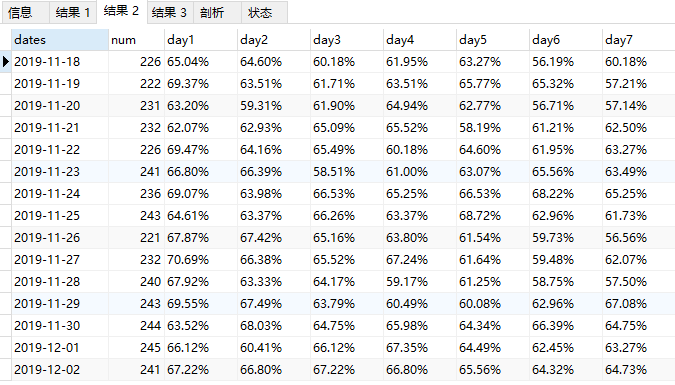 信息 结果 1 结果 2 结果 3 剖析 状态
dates num day1 day2 day3 day4 day5 day6 day7
2019-11-18 226 65.04% 64.60% 60.18% 61.95% 63.27% 56.19% 60.18%
2019-11-19 222 69.37% 63.51% 61.71% 63.51% 65.77% 65.32% 57.21%
2019-11-20 231 63.20% 59.31% 61.90% 64.94% 62.77% 56.71% 57.14%
2019-11-21 232 62.07% 62.93% 65.09% 65.52% 58.19% 61.21% 62.50%
2019-11-22 226 69.47% 64.16% 65.49% 60.18% 64.60% 61.95% 63.27%
2019-11-23 241 66.80% 66.39% 58.51% 61.00% 63.07% 65.56% 63.49%
2019-11-24 236 69.07% 63.98% 66.53% 65.25% 66.53% 68.22% 65.25%
2019-11-25 243 64.61% 63.37% 66.26% 63.37% 68.72% 62.96% 61.73%
2019-11-26 221 67.87% 67.42% 65.16% 63.80% 61.54% 59.73% 56.56%
2019-11-27 232 70.69% 66.38% 65.52% 67.24% 61.64% 59.48% 62.07%
2019-11-28 240 67.92% 63.33% 64.17% 59.17% 61.25% 58.75% 57.50%
2019-11-29 243 69.55% 67.49% 63.79% 60.49% 60.08% 62.96% 67.08%
2019-11-30 244 63.52% 68.03% 64.75% 65.98% 64.34% 66.39% 64.75%
2019-12-01 245 66.12% 60.41% 66.12% 67.35% 64.49% 62.45% 63.27%
2019-12-02 241 67.22% 66.80% 67.22% 66.80% 65.56% 64.32% 64.73%